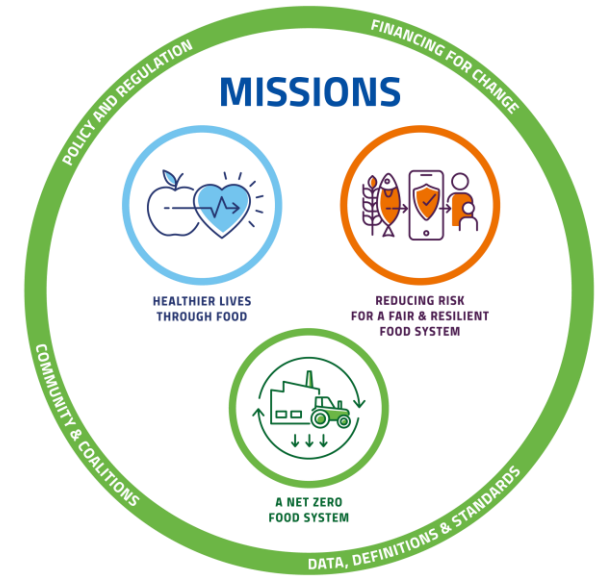 POLICY AND REGULATION
FINANCING FOR CHANGE
MISSIONS
HEALTHIER LIVES
THROUGH FOOD
REDUCING RISK
FOR A FAIR & RESILIENT
FOOD SYSTEM
A NET ZERO
FOOD SYSTEM
COMMUNITY & COALITIONS
DATA, DEFINITIONS & STANDARDS